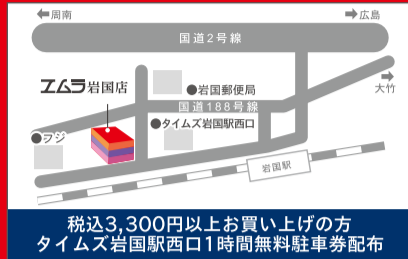 ←周南
→広島
国道2号線
エムラ岩国店
●岩国郵便局
→大竹
国道188号線
●フジ
●タイムズ岩国駅西口
岩国駅
税込3,300円以上お買い上げの方
タイムズ岩国駅西口1時間無料駐車券配布